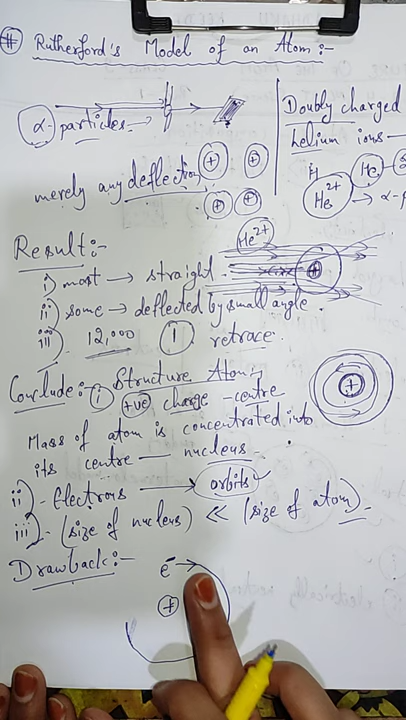 # Rutherford's Model of an Atom :-
α-particles
merely any deflection
Doubly charged
helium ions —
He
He²⁺ → α-p
Result :-
He²⁺
i) most → straight
ii) some → deflected by small angle.
iii) 12,000 1 retrace.
Conclude :- Structure Atom :-
i) +ve charge - centre
Mass of atom is concentrated into
its centre — nucleus.
ii) - Electrons → orbits
iii) - (size of nucleus) << (size of atom).
Drawback :-
e⁻
+